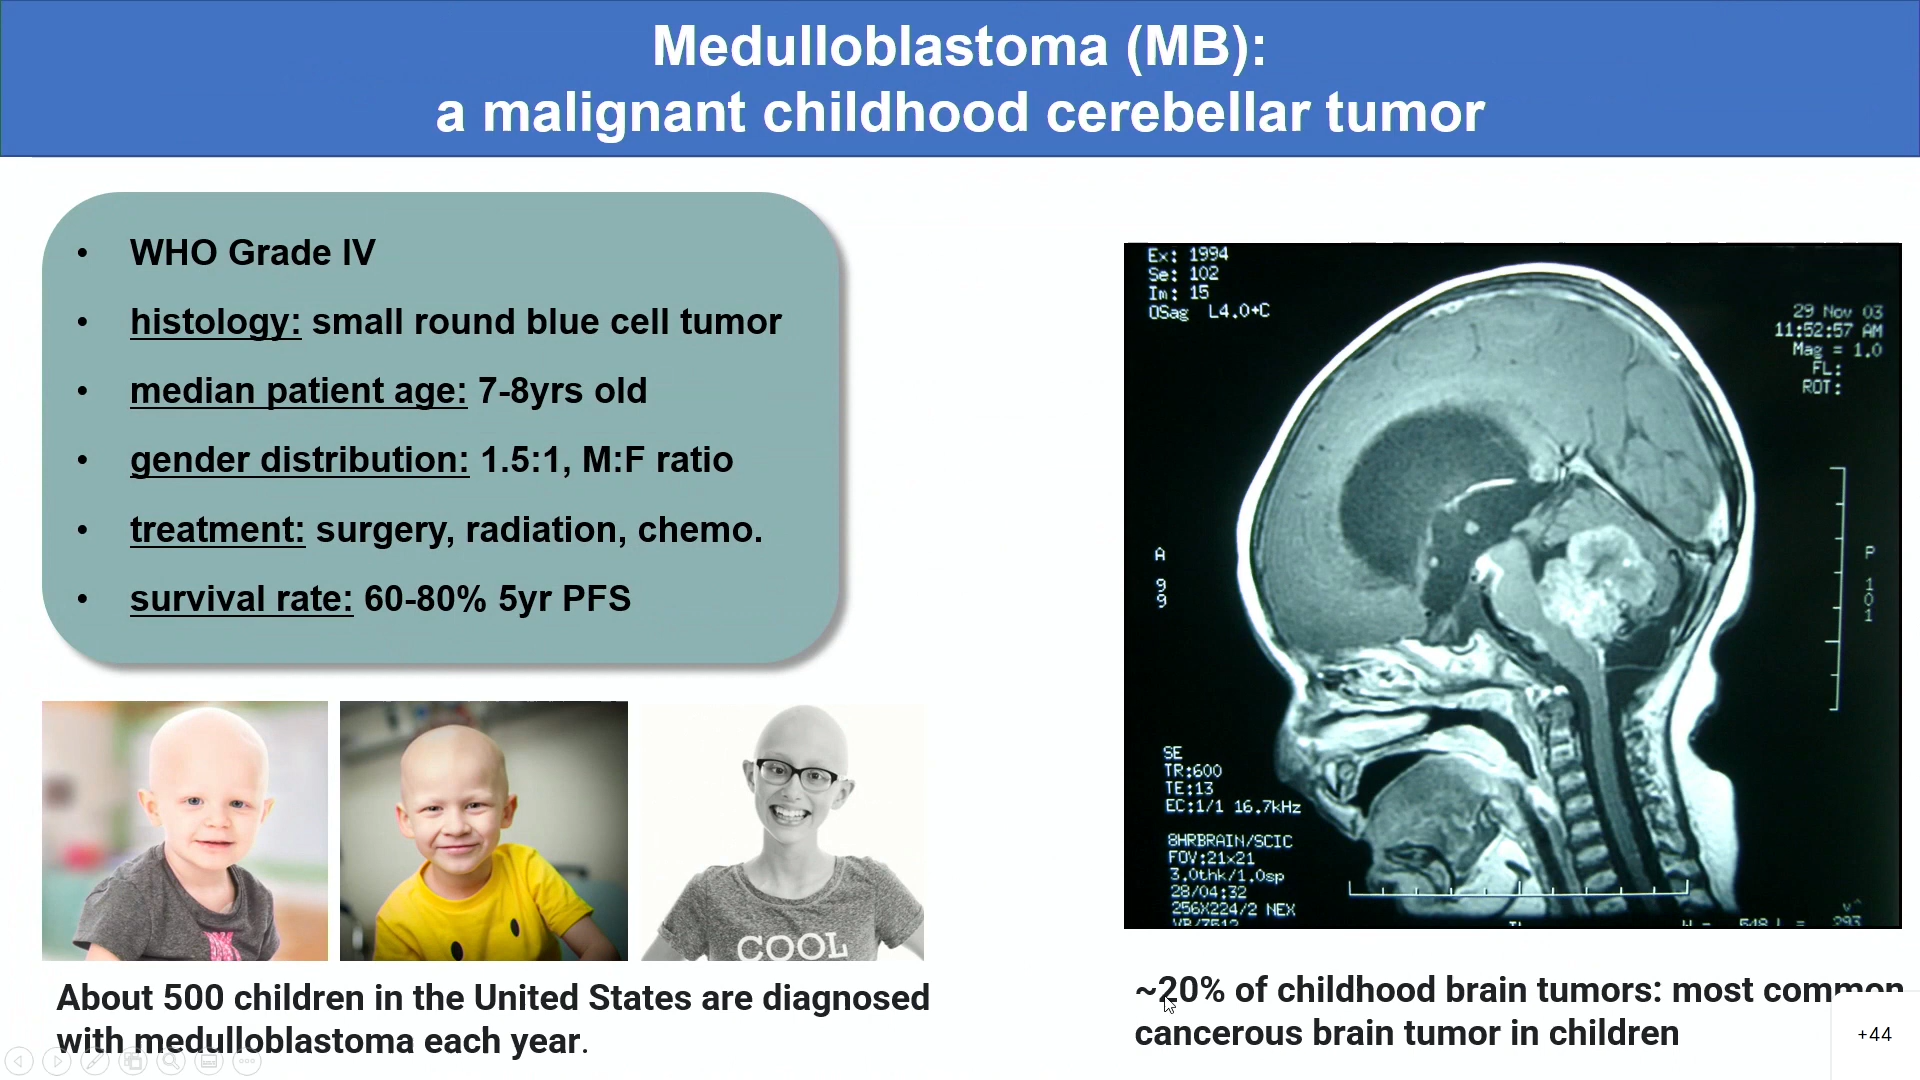 Medulloblastoma (MB):
a malignant childhood cerebellar tumor
• WHO Grade IV
• histology: small round blue cell tumor
• median patient age: 7-8yrs old
• gender distribution: 1.5:1, M:F ratio
• treatment: surgery, radiation, chemo.
• survival rate: 60-80% 5yr PFS
COOL
About 500 children in the United States are diagnosed
with medulloblastoma each year.
Ex: 1994
Se: 102
Im: 15
OSag L4.0+C
29 Nov 03
11:52:57 AM
Mag = 1.0
FL:
ROT:
A
99
P
101
SE
TR:600
TE:13
EC:1/1 16.7kHz
8HRBRAIN/SCIC
FOV:21x21
3.0thk/1.0sp
28/04:32
256X224/2 NEX
~20% of childhood brain tumors: most common
cancerous brain tumor in children
+44